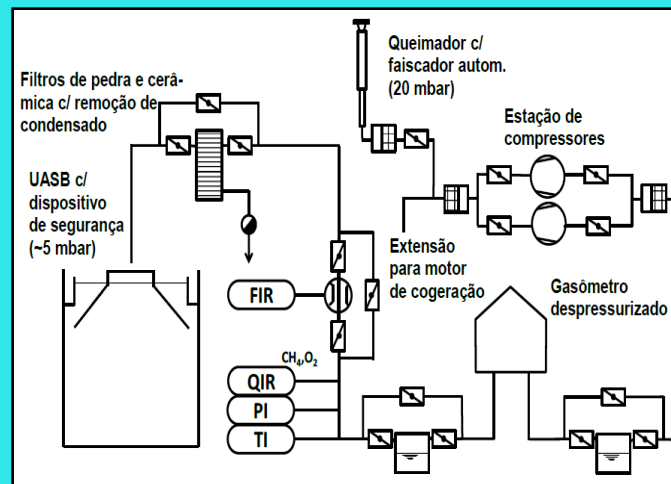 Filtros de pedra e cerâ-
mica c/ remoção de
condensado
UASB c/
dispositivo
de segurança
(~5 mbar)
Queimador c/
faiscador autom.
(20 mbar)
Estação de
compressores
Extensão
para motor
de cogeração
Gasômetro
despressurizado
FIR
CH₄,O₂
QIR
PI
TI